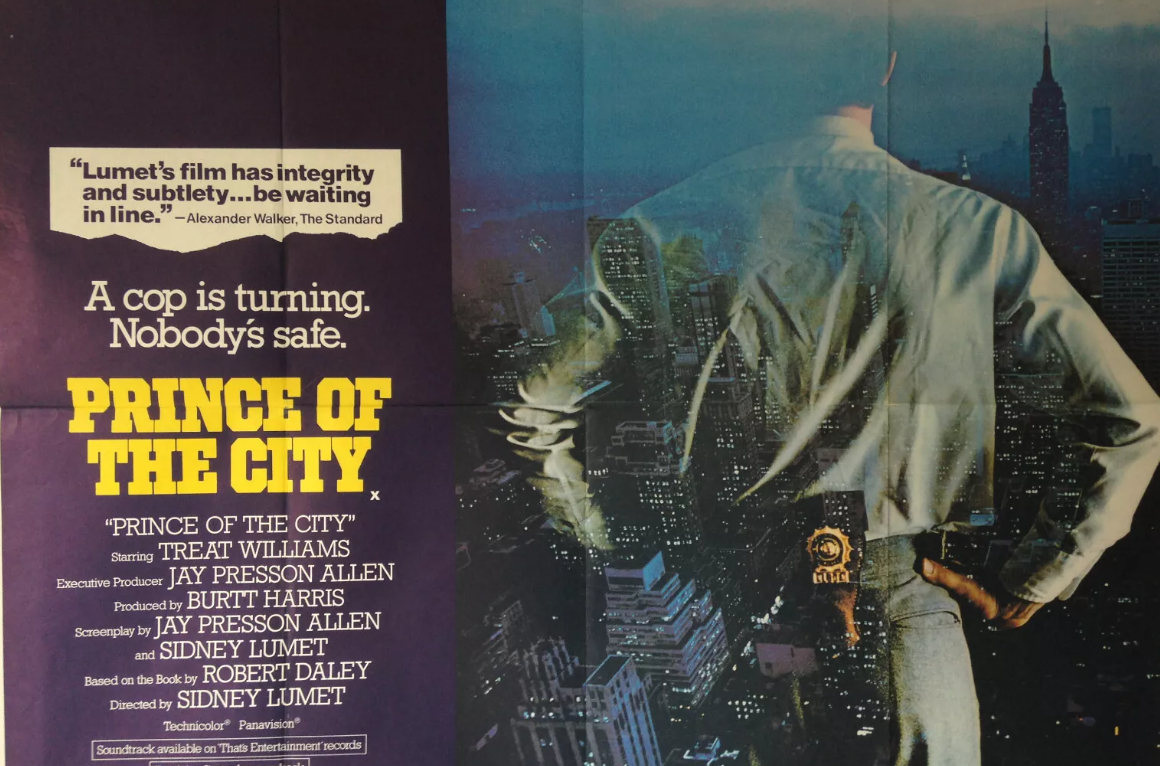 “Lumet’s film has integrity
and subtlety...be waiting
in line.” — Alexander Walker, The Standard
A cop is turning.
Nobody’s safe.
PRINCE OF
THE CITY
x
“PRINCE OF THE CITY”
Starring TREAT WILLIAMS
Executive Producer JAY PRESSON ALLEN
Produced by BURTT HARRIS
Screenplay by JAY PRESSON ALLEN
and SIDNEY LUMET
Based on the Book by ROBERT DALEY
Directed by SIDNEY LUMET
Technicolor® Panavision®
Soundtrack available on ‘That’s Entertainment’ records